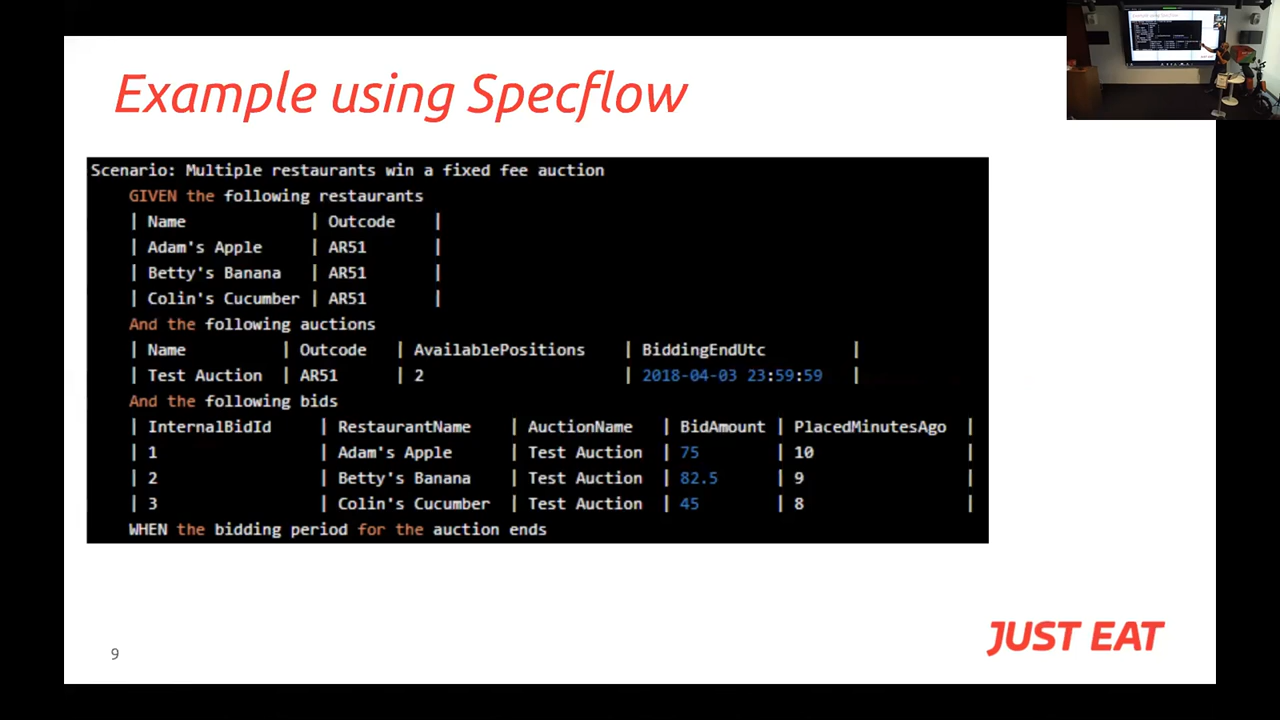 Example using Specflow
Scenario: Multiple restaurants win a fixed fee auction
GIVEN the following restaurants
| Name | Outcode |
| Adam's Apple | AR51 |
| Betty's Banana | AR51 |
| Colin's Cucumber | AR51 |
And the following auctions
| Name | Outcode | AvailablePositions | BiddingEndUtc |
| Test Auction | AR51 | 2 | 2018-04-03 23:59:59 |
And the following bids
| InternalBidId | RestaurantName | AuctionName | BidAmount | PlacedMinutesAgo |
| 1 | Adam's Apple | Test Auction | 75 | 10 |
| 2 | Betty's Banana | Test Auction | 82.5 | 9 |
| 3 | Colin's Cucumber | Test Auction | 45 | 8 |
WHEN the bidding period for the auction ends
JUST EAT
9